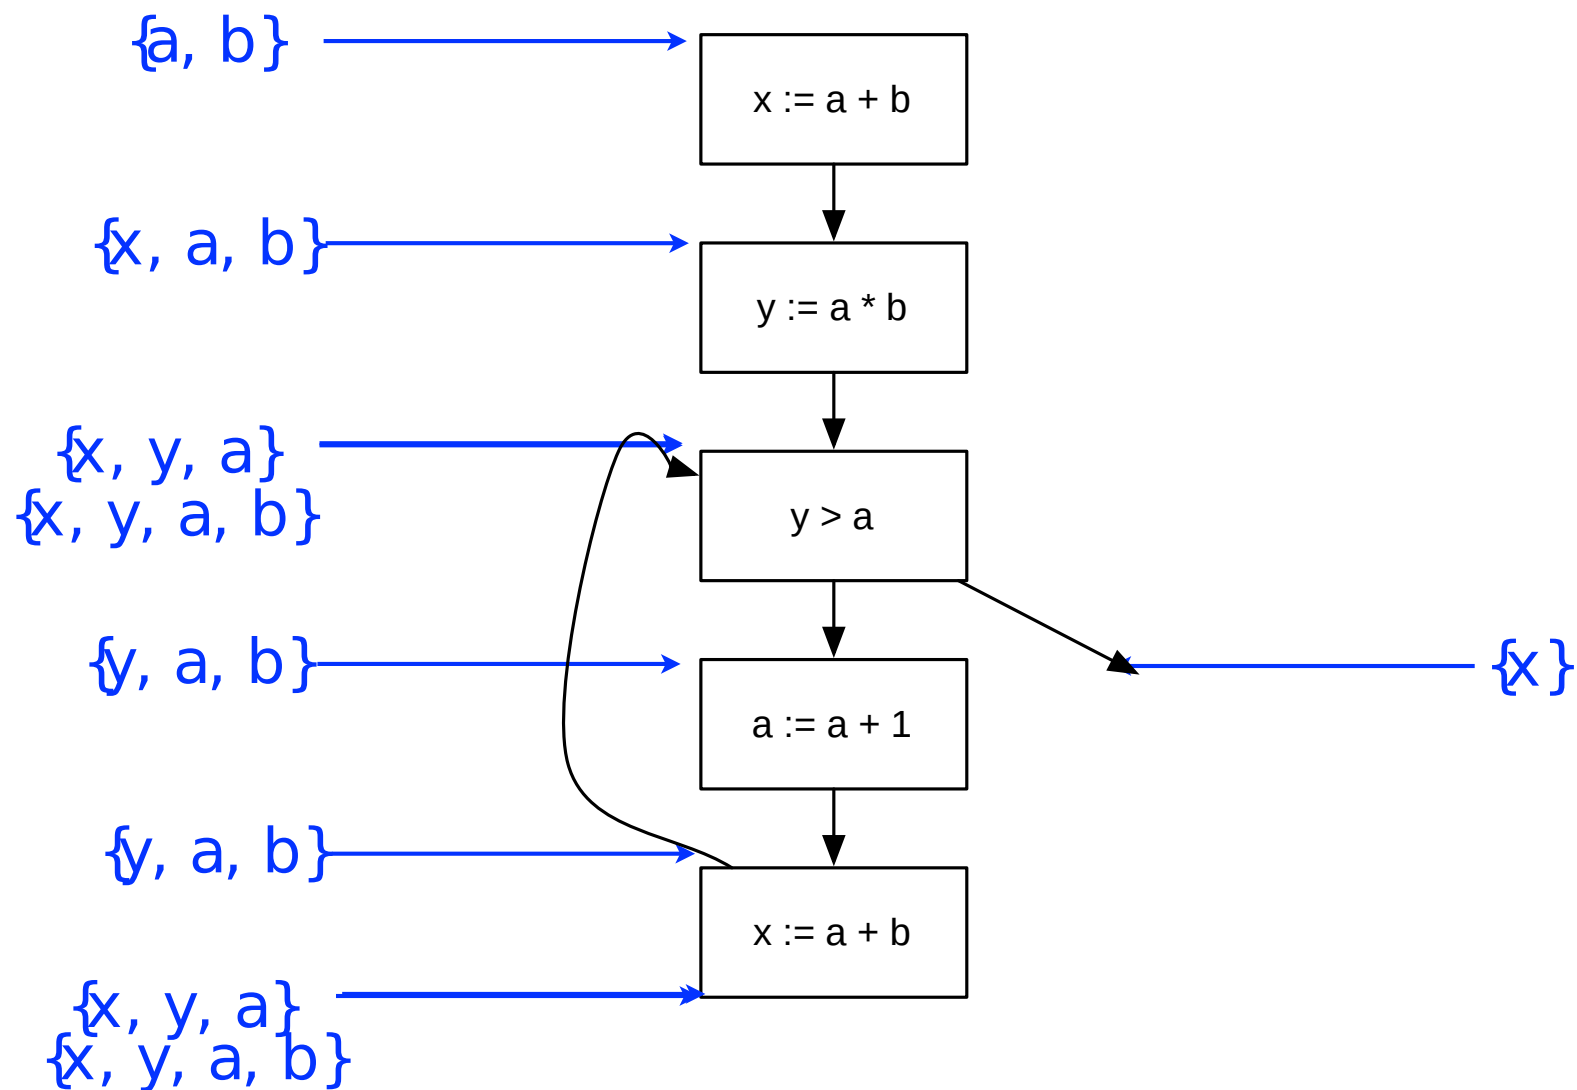 {a, b}
x := a + b
{x, a, b}
y := a * b
{x, y, a}
{x, y, a, b}
y > a
{y, a, b}
{x}
a := a + 1
{y, a, b}
x := a + b
{x, y, a}
{x, y, a, b}